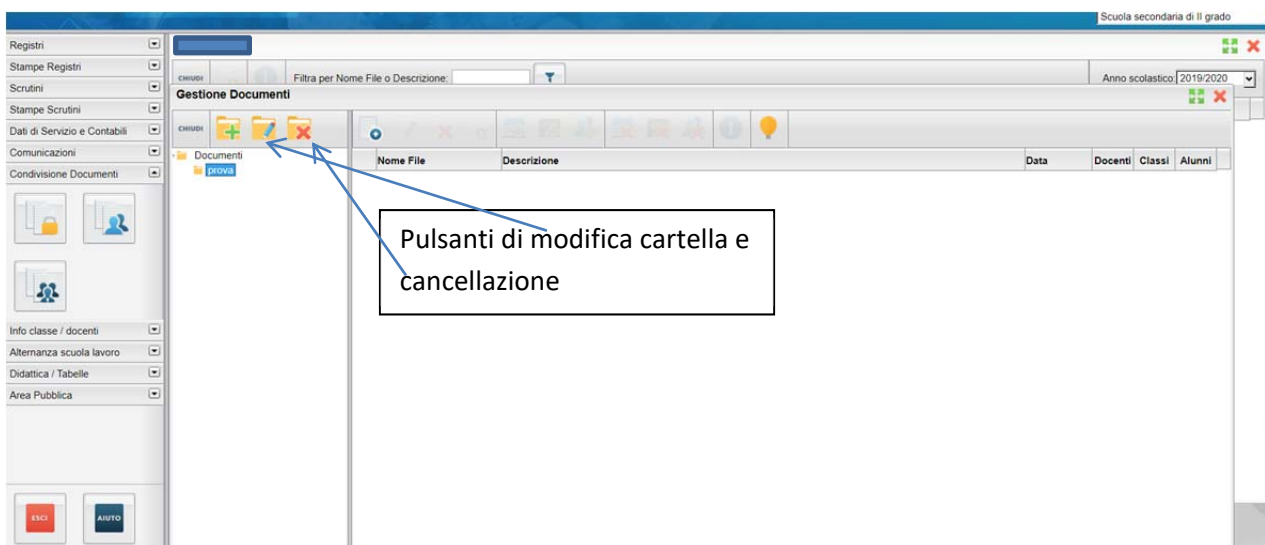 Scuola secondaria di II grado
Registri
Stampe Registri
Scrutini
Stampe Scrutini
Dati di Servizio e Contabili
Comunicazioni
Condivisione Documenti
Info classe / docenti
Alternanza scuola lavoro
Didattica / Tabelle
Area Pubblica
ESCI
AIUTO
CHIUDI
Filtra per Nome File o Descrizione:
Anno scolastico: 2019/2020
Gestione Documenti
CHIUDI
Documenti
prova
Nome File Descrizione Data Docenti Classi Alunni
Pulsanti di modifica cartella e
cancellazione